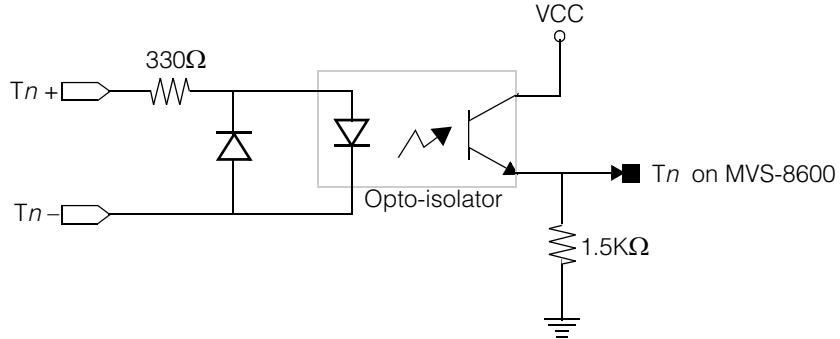 VCC
330Ω
Tn +
Tn –
Opto-isolator
Tn on MVS-8600
1.5KΩ